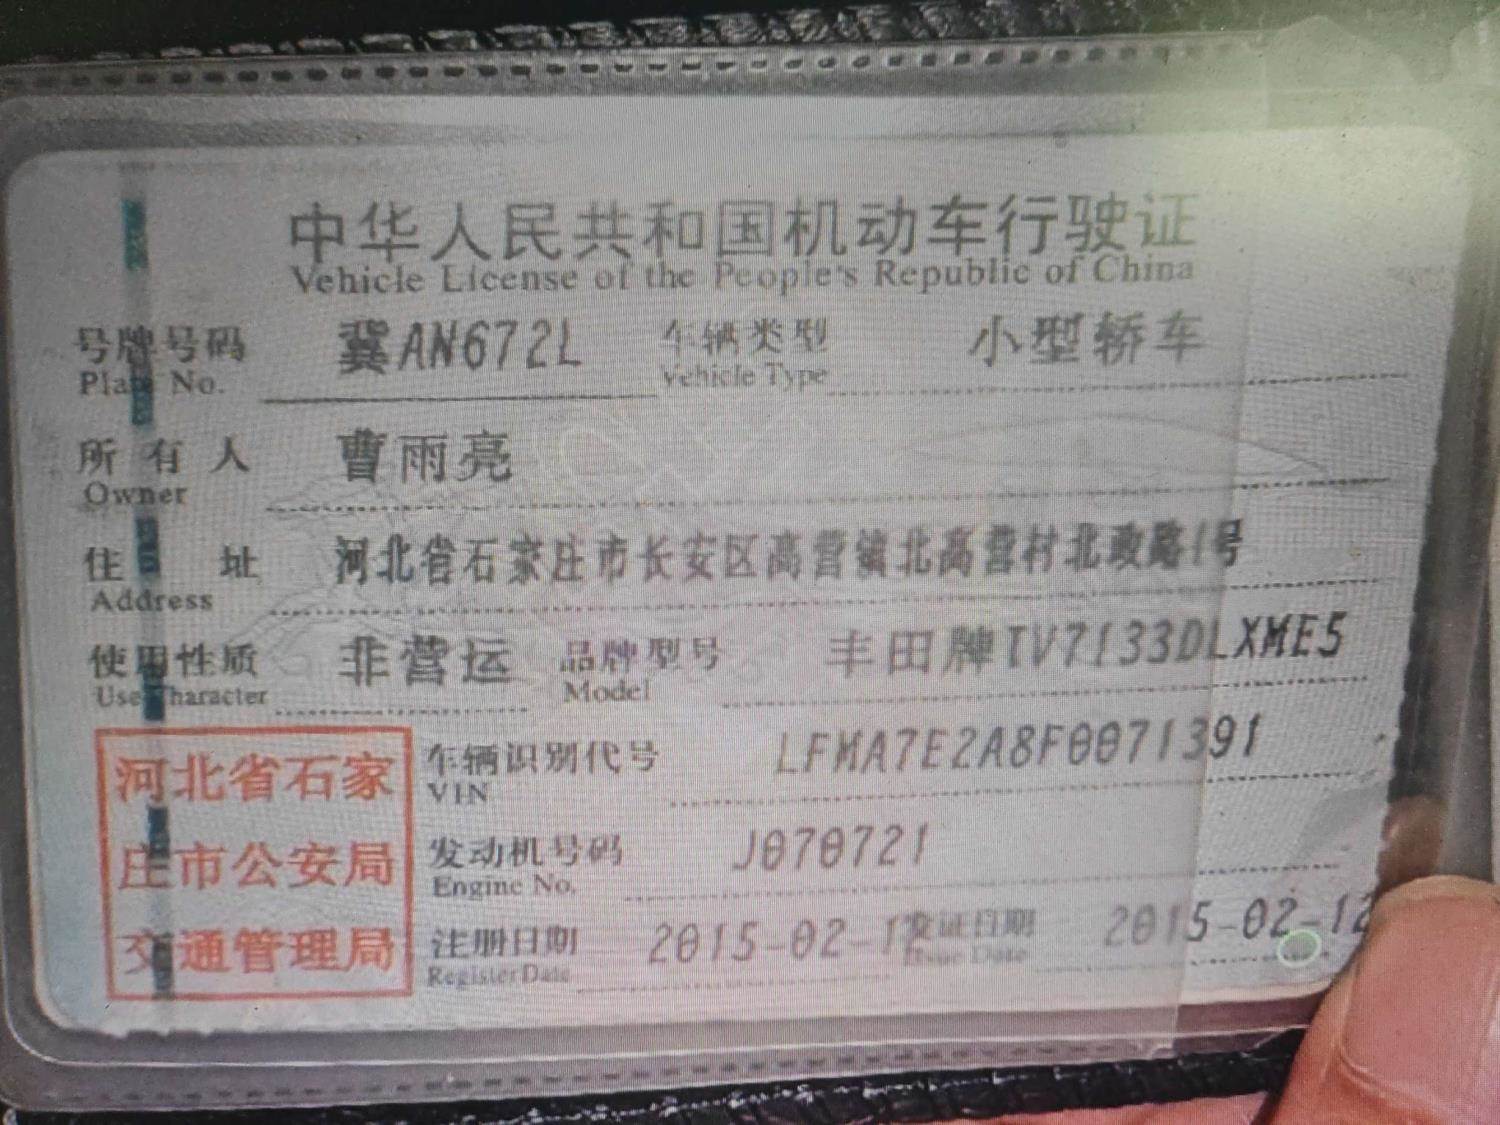 中华人民共和国机动车行驶证
Vehicle License of the People's Republic of China
号牌号码 冀AN672L 车辆类型 小型轿车
Plate No. Vehicle Type
所有人 曹雨亮
Owner
住址 河北省石家庄市长安区高营镇北高营村北政路1号
Address
使用性质 非营运 品牌型号 丰田牌TV7133DLXME5
Use Character Model
河北省石家 车辆识别代号 LFMA7E2A8F0071391
VIN
庄市公安局 发动机号码 J070721
Engine No.
交通管理局 注册日期 2015-02-12 发证日期 2015-02-12
Register Date Issue Date